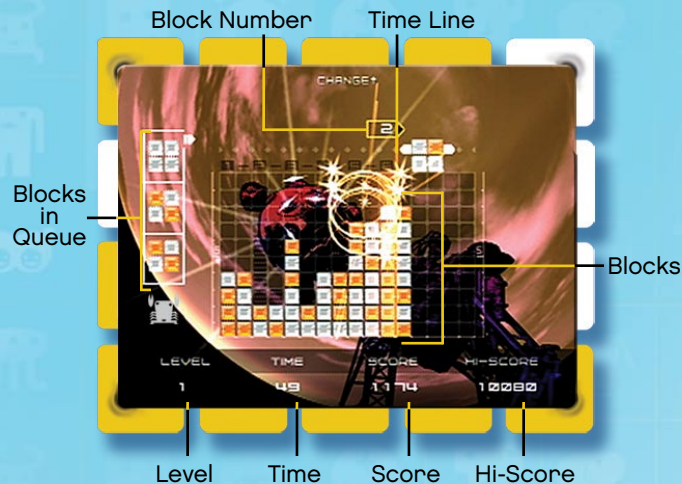 Block Number
Time Line
CHANGE↑
2
Blocks
in
Queue
Blocks
LEVEL TIME SCORE HI-SCORE
1 49 1174 10080
Level Time Score Hi-Score